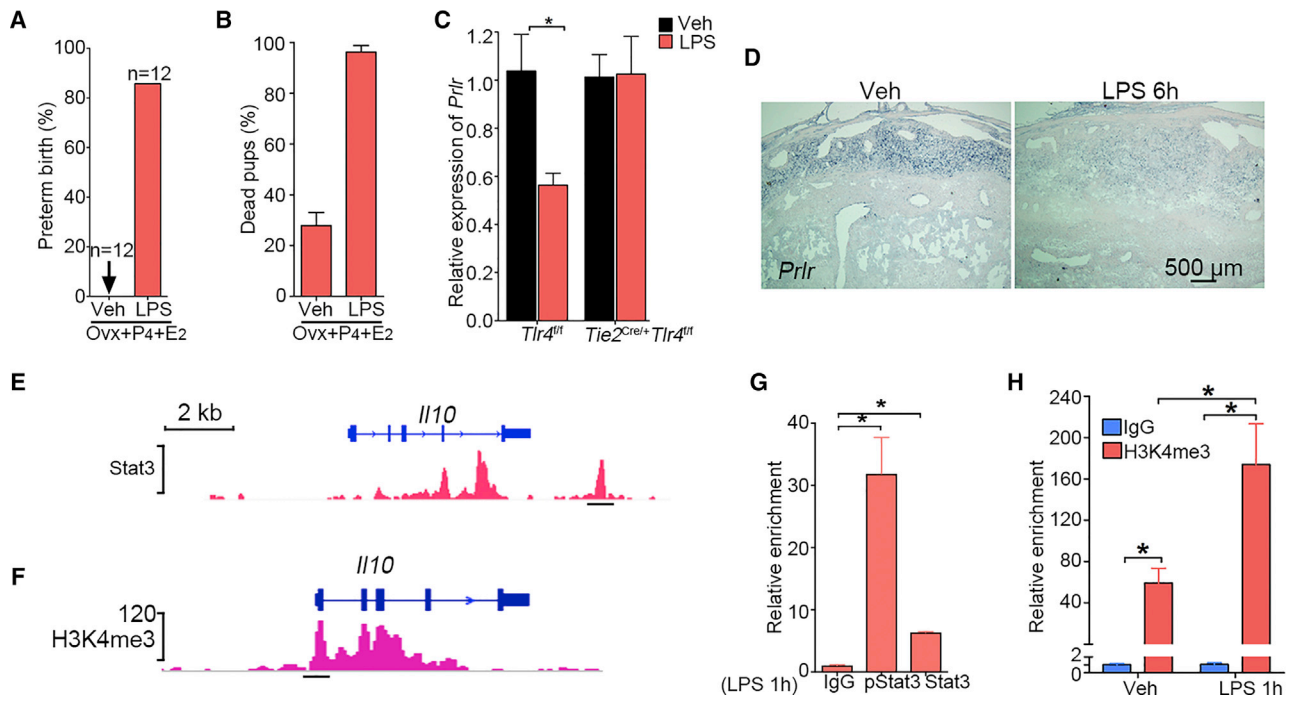 A
Preterm birth (%)
100
80
60
40
20
0
n=12
n=12
Veh LPS
Ovx+P4+E2
B
Dead pups (%)
100
80
60
40
20
0
Veh LPS
Ovx+P4+E2
C
Veh
LPS
Relative expression of Prlr
1.2
1.0
1.2
0.6
0.4
1.2
0.0
*
Tlr4f/f Tie2Cre/+ Tlr4f/f
D
Veh LPS 6h
Prlr
500 µm
E
2 kb
Il10
Stat3
F
Il10
120
H3K4me3
G
Relative enrichment
40
30
20
10
0
*
*
(LPS 1h) IgG pStat3 Stat3
H
IgG
H3K4me3
Relative enrichment
240
200
160
120
80
40
2
0
*
*
*
Veh LPS 1h